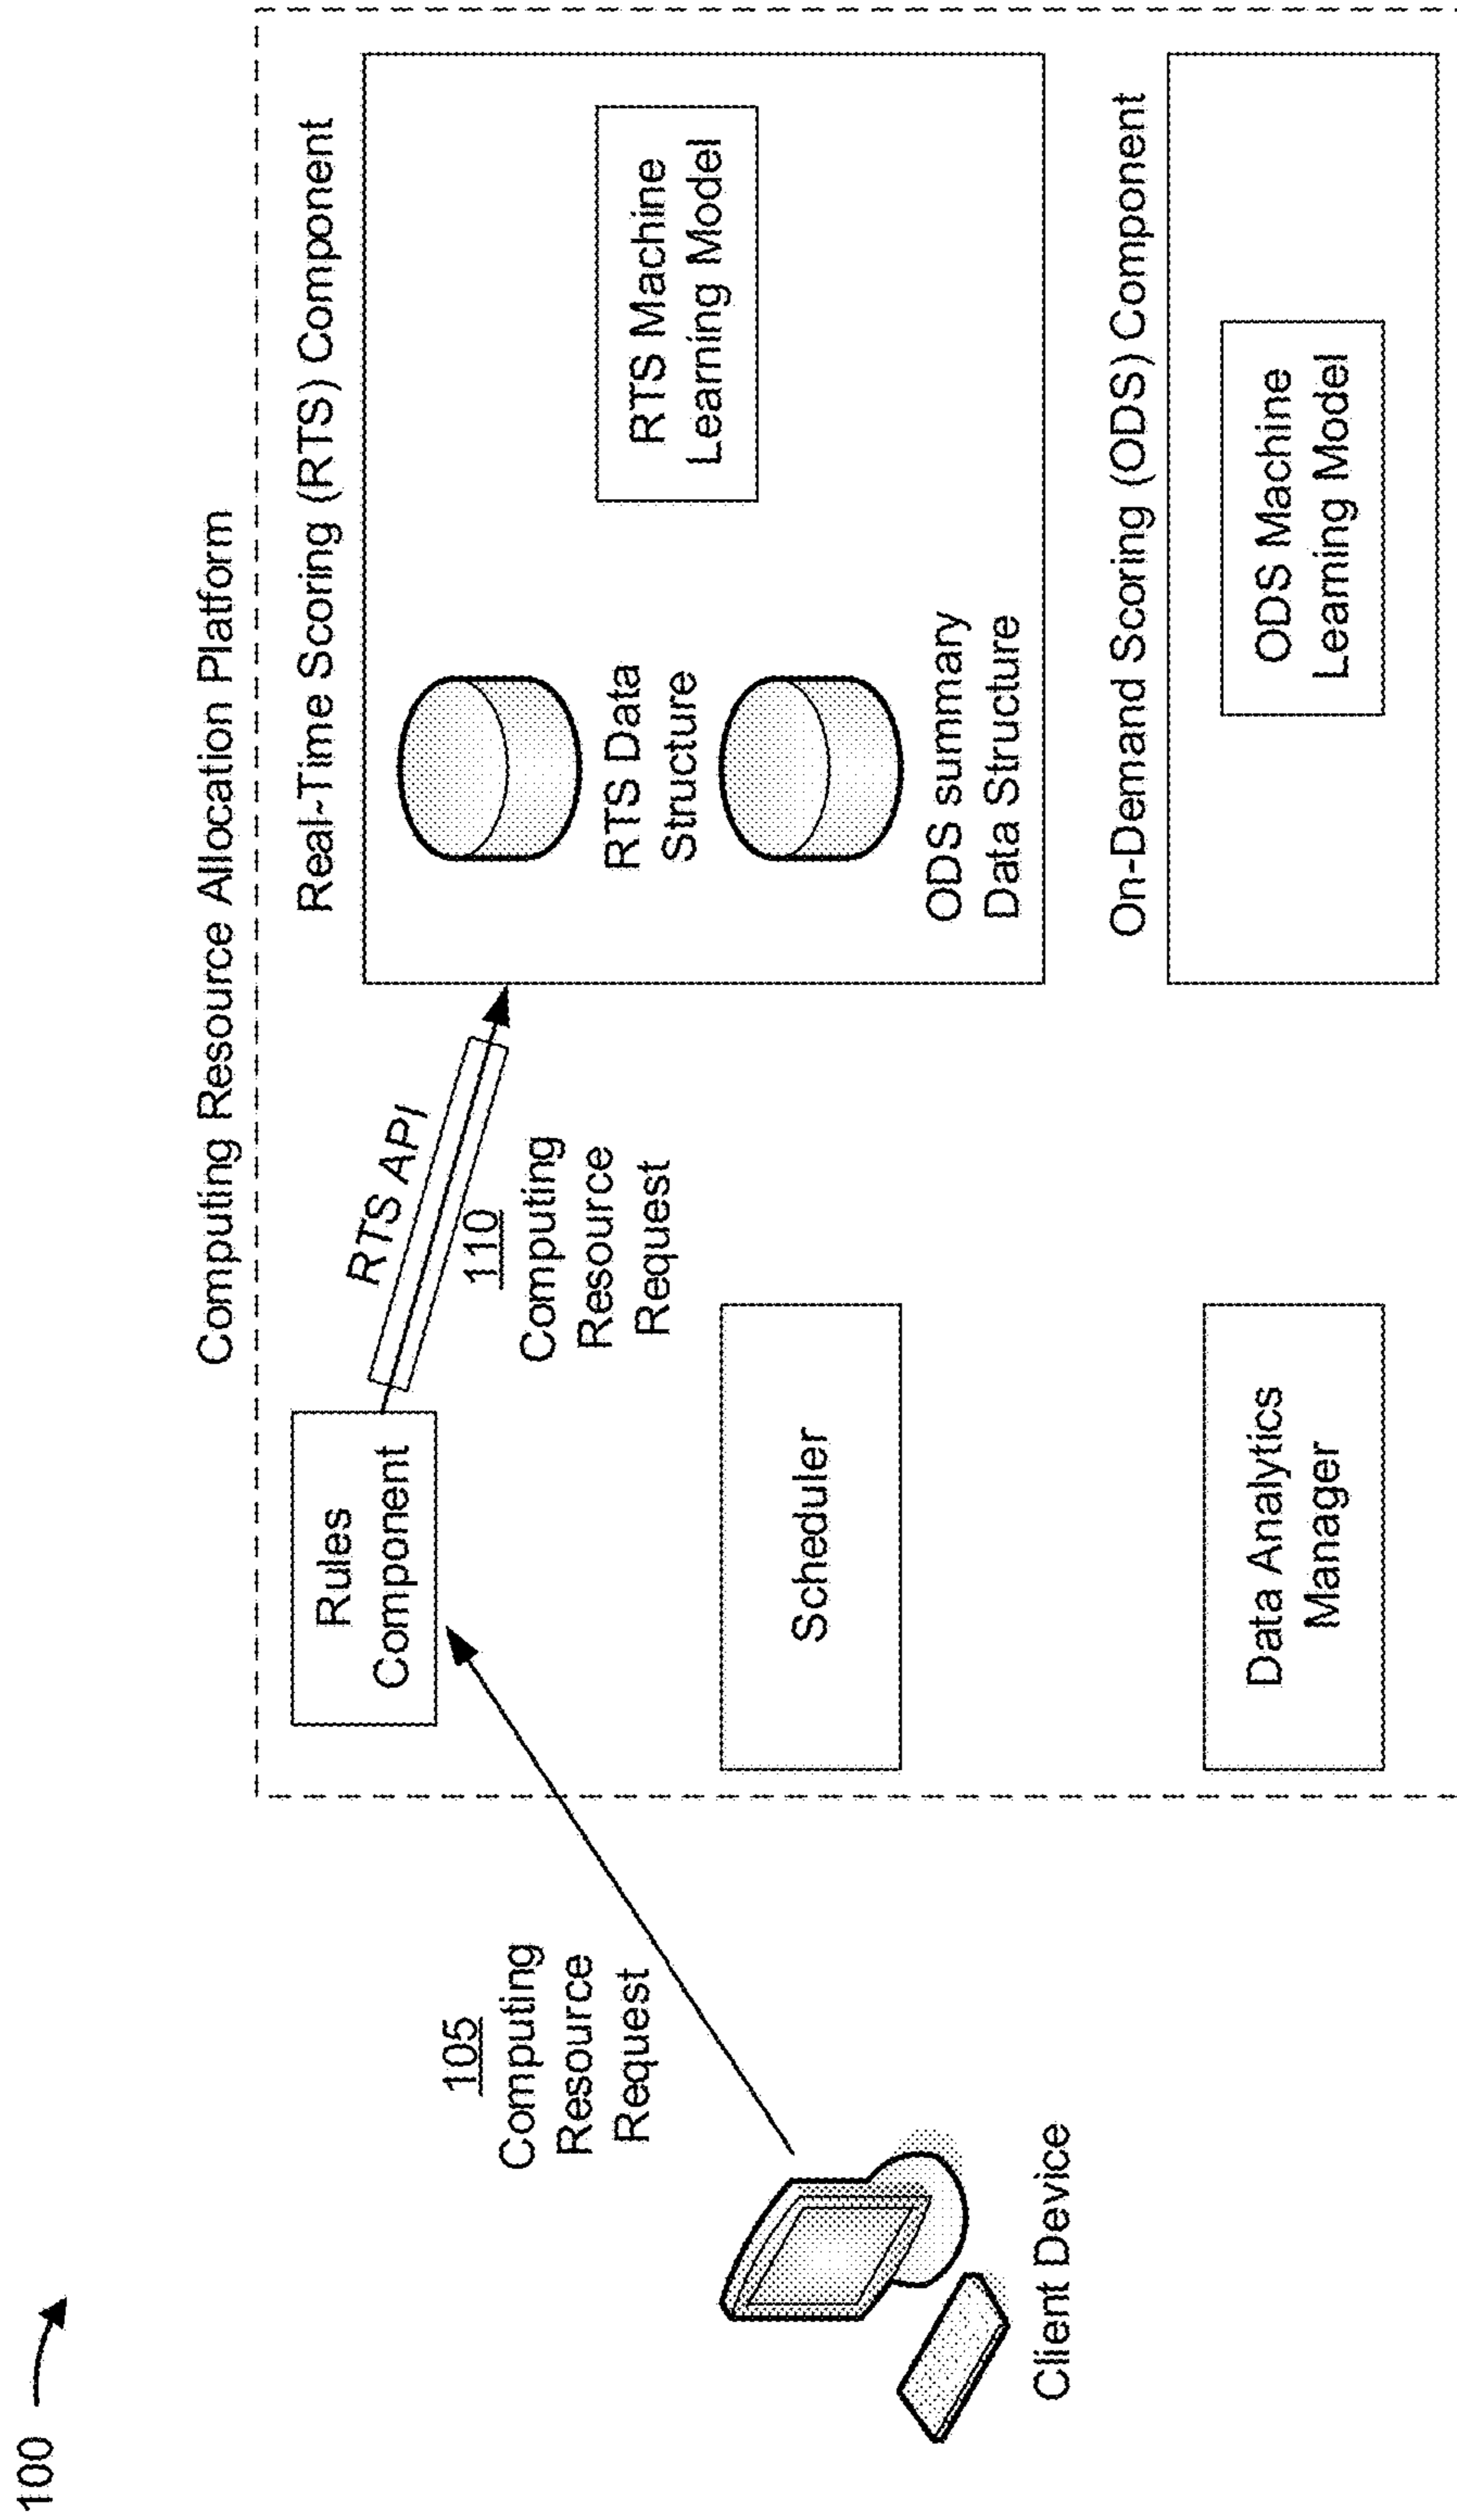 100
Computing Resource Allocation Platform
Real-Time Scoring (RTS) Component
Rules
Component
RTS API
110
Computing
Resource
Request
RTS Data
Structure
RTS Machine
Learning Model
ODS summary
Data Structure
105
Computing
Resource
Request
Scheduler
Client Device
On-Demand Scoring (ODS) Component
Data Analytics
Manager
ODS Machine
Learning Model